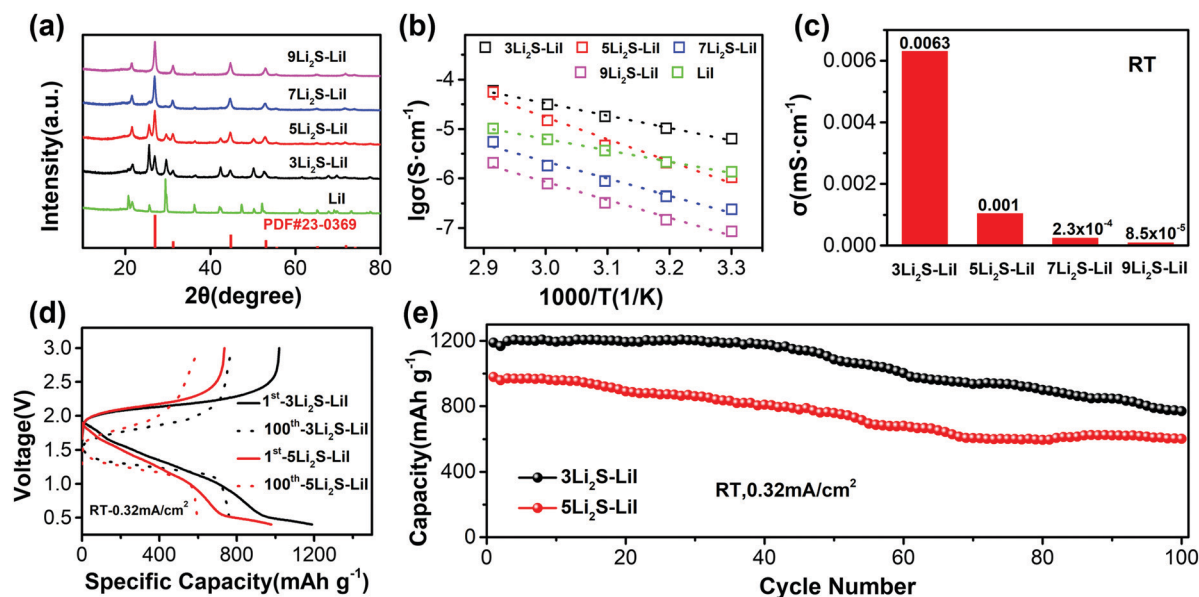 (a)
Intensity(a.u.)
9Li₂S-LiI
7Li₂S-LiI
5Li₂S-LiI
3Li₂S-LiI
LiI
PDF#23-0369
20 40 60 80
2θ(degree)
(b)
lgσ(S·cm⁻¹)
3Li₂S-LiI 5Li₂S-LiI 7Li₂S-LiI
9Li₂S-LiI LiI
-4
-5
-6
-7
2.9 3.0 3.1 3.2 3.3
1000/T(1/K)
(c)
σ(mS·cm⁻¹)
0.0063
RT
0.006
0.004
0.002
0.001
2.3x10⁻⁴
8.5x10⁻⁵
0.000
3Li₂S-LiI 5Li₂S-LiI 7Li₂S-LiI 9Li₂S-LiI
(d)
Voltage(V)
3.0
2.5
2.0
1.5
1.0
0.5
1ˢᵗ-3Li₂S-LiI
100ᵗʰ-3Li₂S-LiI
1ˢᵗ-5Li₂S-LiI
100ᵗʰ-5Li₂S-LiI
RT-0.32mA/cm²
0 400 800 1200
Specific Capacity(mAh g⁻¹)
(e)
Capacity(mAh g⁻¹)
1200
800
400
0
3Li₂S-LiI
5Li₂S-LiI
RT,0.32mA/cm²
0 20 40 60 80 100
Cycle Number